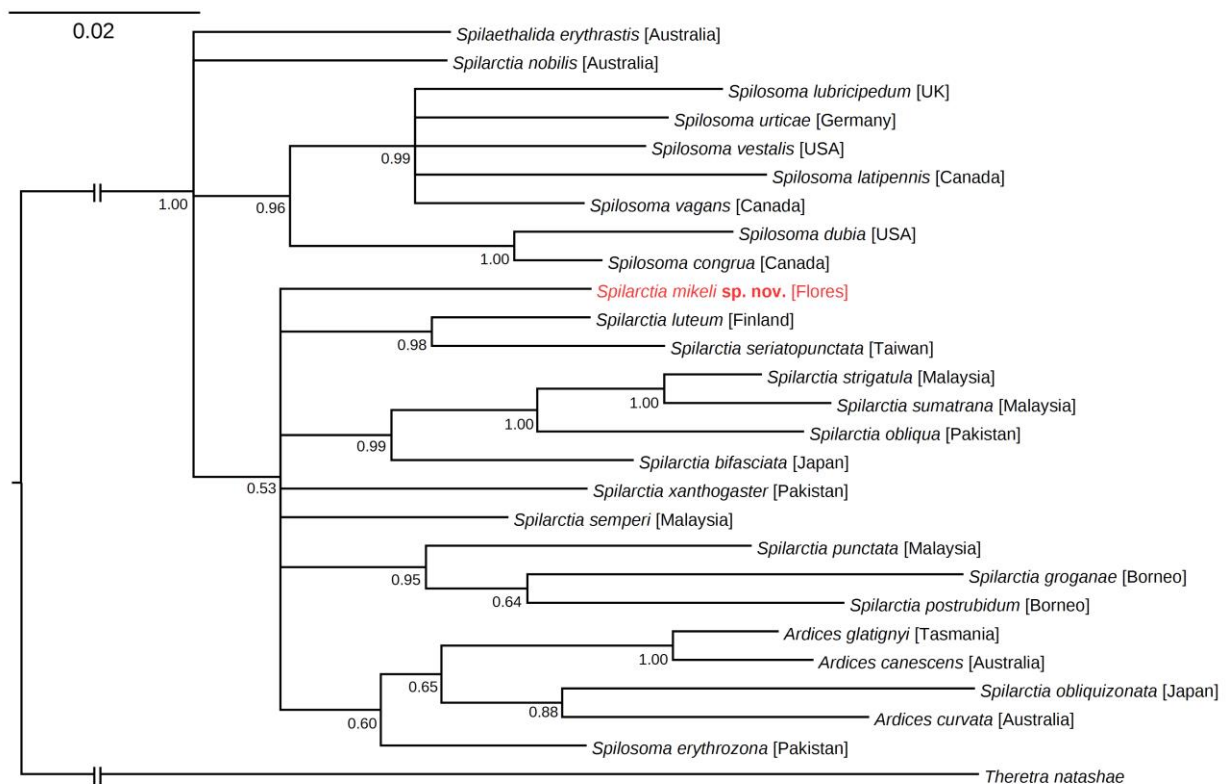 0.02
Spilaethalida erythrastis [Australia]
Spilarctia nobilis [Australia]
Spilosoma lubricipedum [UK]
Spilosoma urticae [Germany]
Spilosoma vestalis [USA]
0.99
Spilosoma latipennis [Canada]
1.00
0.96
Spilosoma vagans [Canada]
Spilosoma dubia [USA]
1.00
Spilosoma congrua [Canada]
Spilarctia mikeli sp. nov. [Flores]
Spilarctia luteum [Finland]
0.98
Spilarctia seriatopunctata [Taiwan]
Spilarctia strigatula [Malaysia]
1.00
Spilarctia sumatrana [Malaysia]
1.00
Spilarctia obliqua [Pakistan]
0.99
Spilarctia bifasciata [Japan]
0.53
Spilarctia xanthogaster [Pakistan]
Spilarctia semperi [Malaysia]
Spilarctia punctata [Malaysia]
0.95
Spilarctia groganae [Borneo]
0.64
Spilarctia postrubidum [Borneo]
Ardices glatignyi [Tasmania]
1.00
Ardices canescens [Australia]
0.65
Spilarctia obliquizonata [Japan]
0.88
Ardices curvata [Australia]
0.60
Spilosoma erythrozona [Pakistan]
Theretra natashae